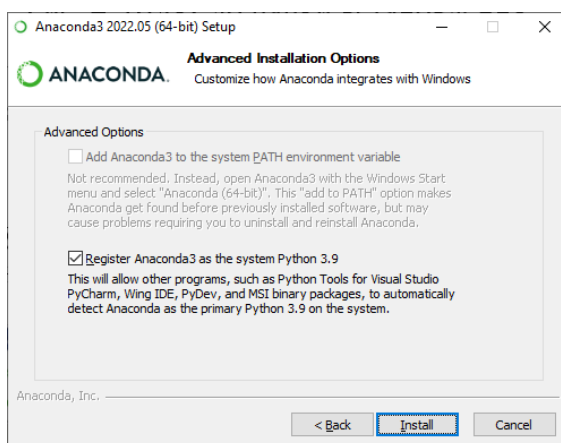 Anaconda3 2022.05 (64-bit) Setup
ANACONDA.
Advanced Installation Options
Customize how Anaconda integrates with Windows
Advanced Options
Add Anaconda3 to the system PATH environment variable
Not recommended. Instead, open Anaconda3 with the Windows Start
menu and select "Anaconda (64-bit)". This "add to PATH" option makes
Anaconda get found before previously installed software, but may
cause problems requiring you to uninstall and reinstall Anaconda.
Register Anaconda3 as the system Python 3.9
This will allow other programs, such as Python Tools for Visual Studio
PyCharm, Wing IDE, PyDev, and MSI binary packages, to automatically
detect Anaconda as the primary Python 3.9 on the system.
Anaconda, Inc.
< Back
Install
Cancel